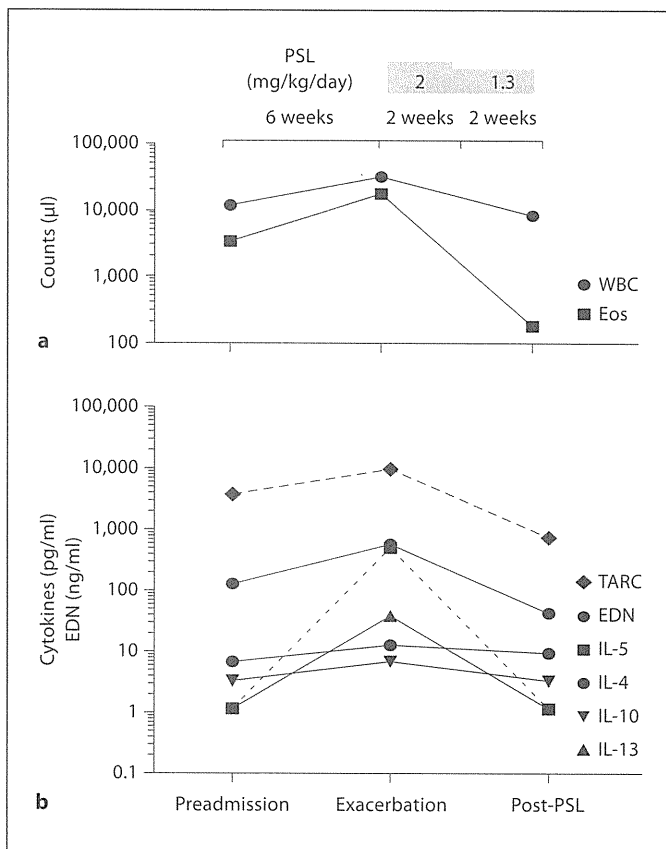 PSL
(mg/kg/day)
2
1.3
6 weeks
2 weeks
2 weeks
100,000
10,000
1,000
100
Counts (µl)
WBC
Eos
a
100,000
10,000
1,000
100
10
1
0.1
Cytokines (pg/ml)
EDN (ng/ml)
TARC
EDN
IL-5
IL-4
IL-10
IL-13
b
Preadmission
Exacerbation
Post-PSL